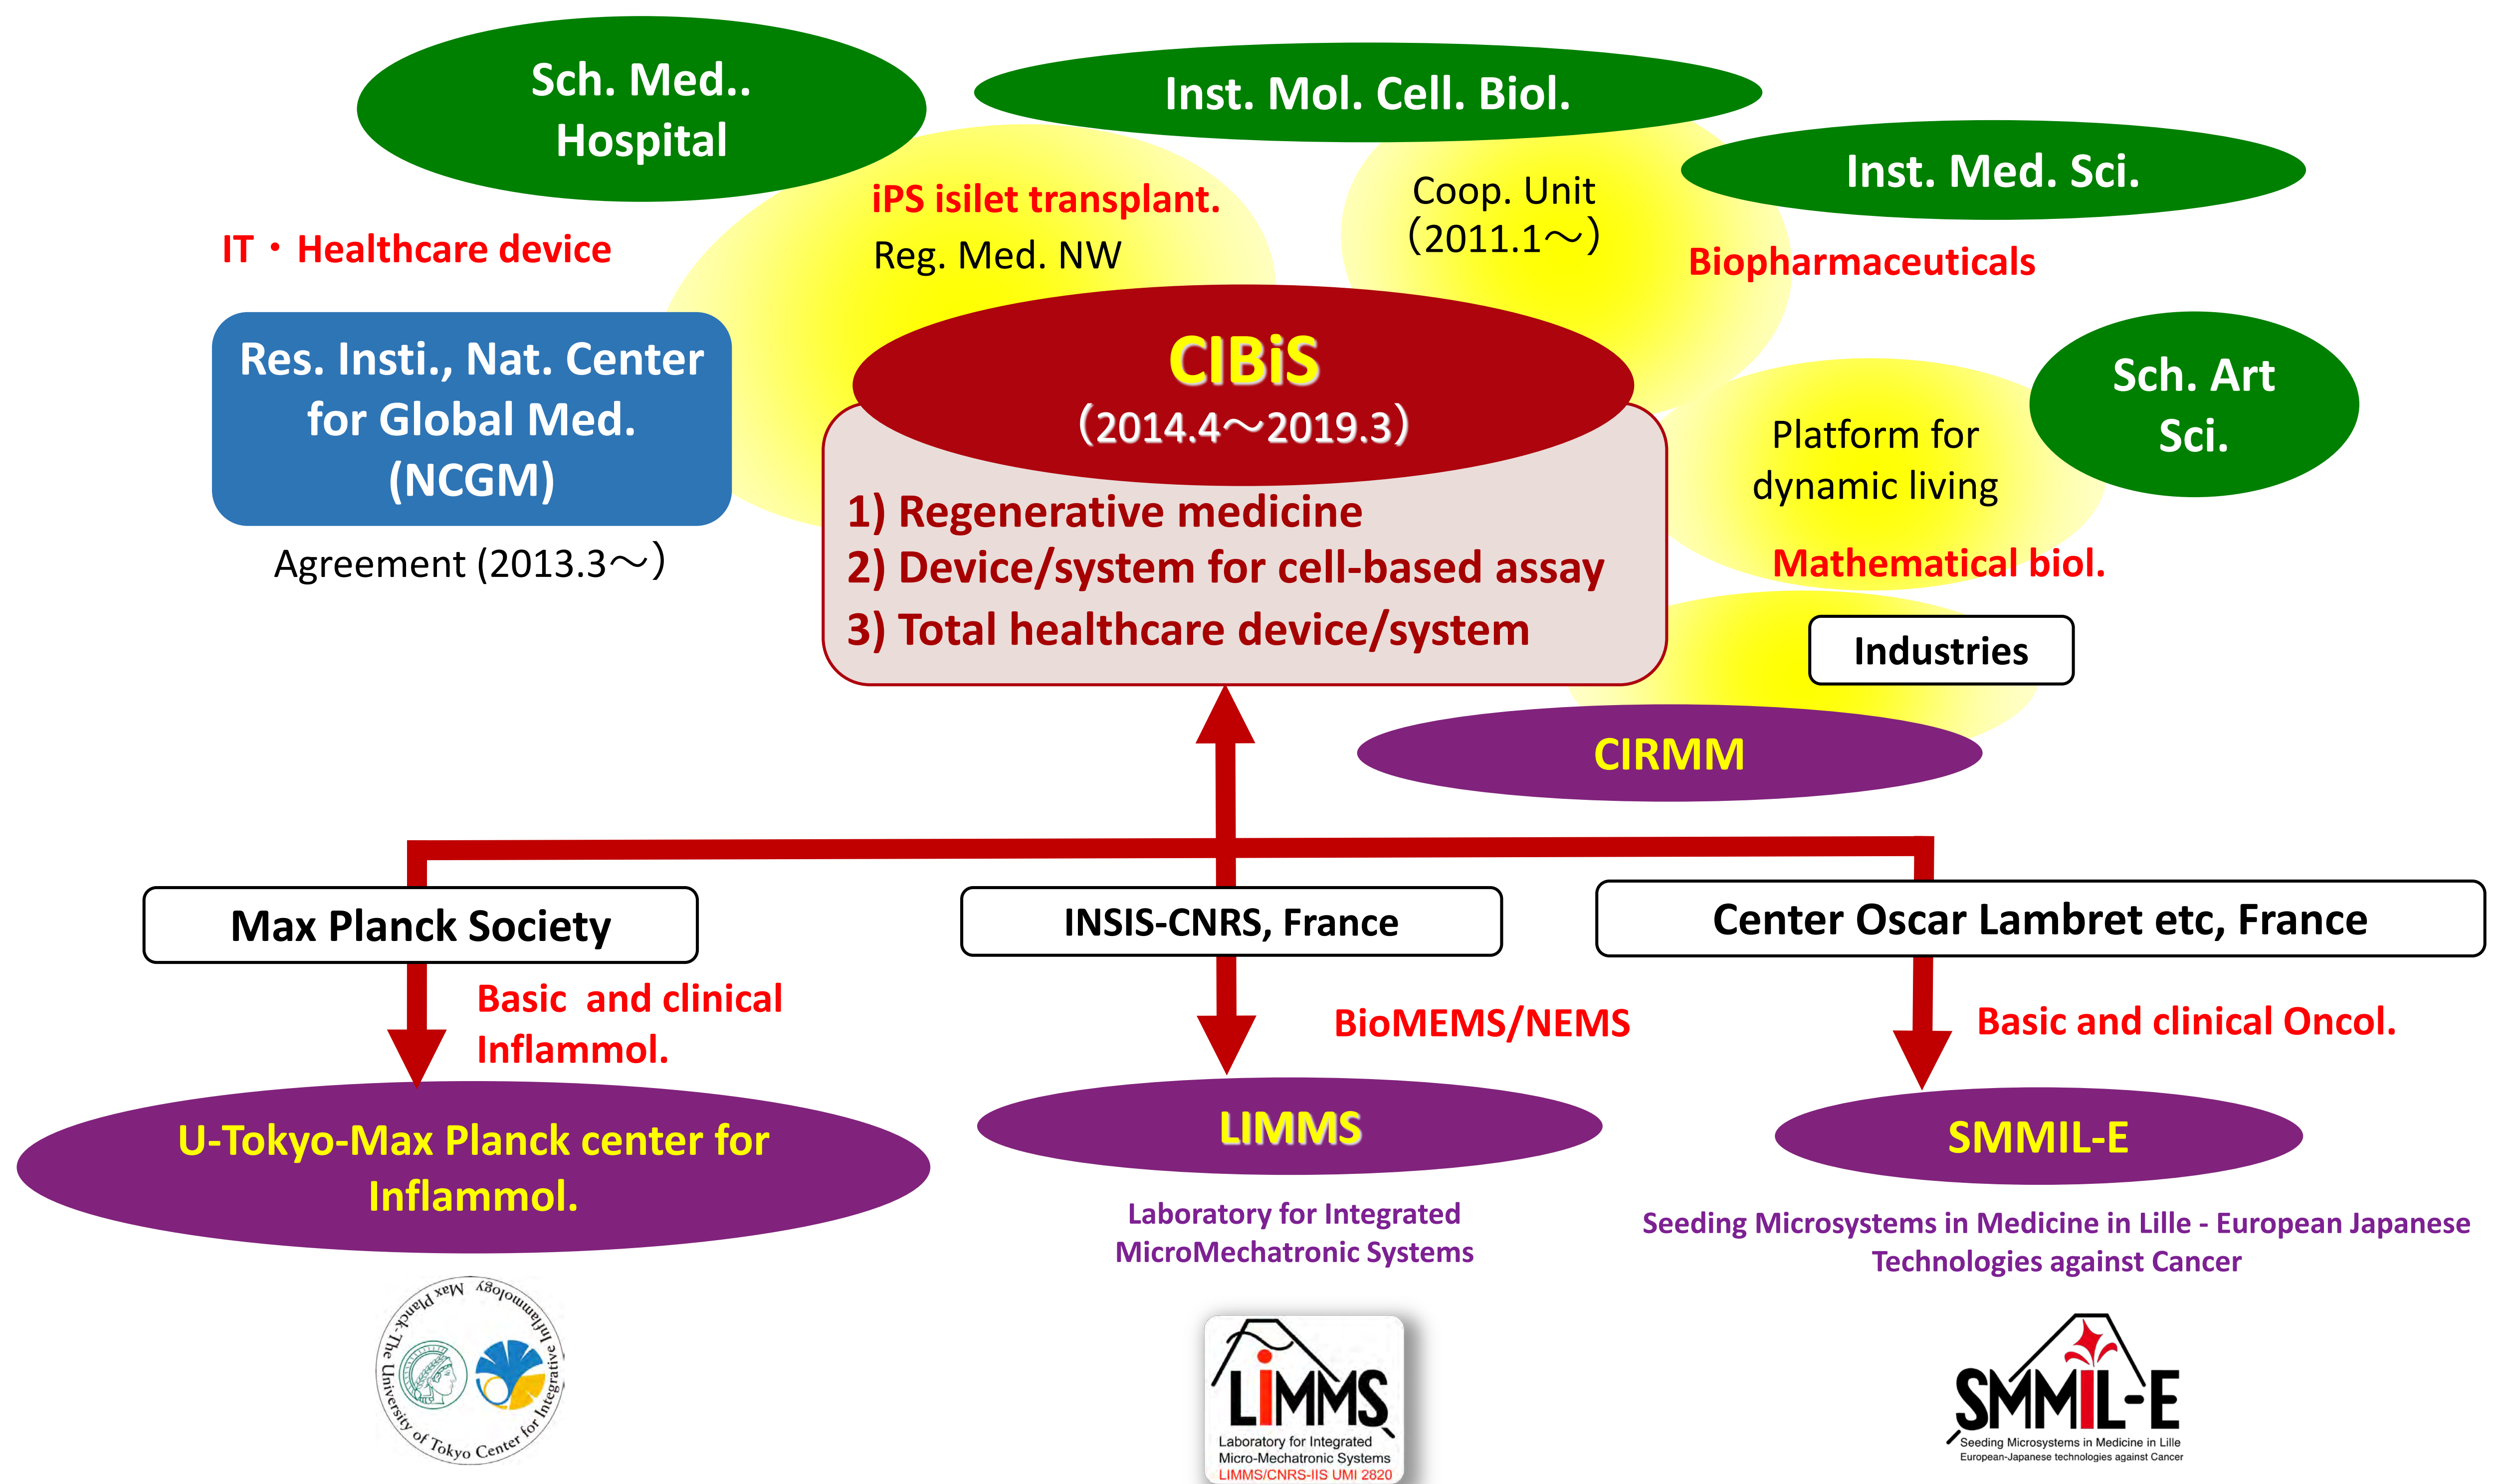 Sch. Med..
Hospital
Inst. Mol. Cell. Biol.
Inst. Med. Sci.
iPS isilet transplant.
Reg. Med. NW
Coop. Unit
（2011.1～）
IT・Healthcare device
Biopharmaceuticals
Res. Insti., Nat. Center
for Global Med.
(NCGM)
Agreement (2013.3～）
CIBiS
（2014.4～2019.3）
1) Regenerative medicine
2) Device/system for cell-based assay
3) Total healthcare device/system
Sch. Art
Sci.
Platform for
dynamic living
Mathematical biol.
Industries
CIRMM
Max Planck Society
INSIS-CNRS, France
Center Oscar Lambret etc, France
Basic  and clinical
Inflammol.
BioMEMS/NEMS
Basic and clinical Oncol.
U-Tokyo-Max Planck center for
Inflammol.
LIMMS
SMMIL-E
Laboratory for Integrated
MicroMechatronic Systems
Seeding Microsystems in Medicine in Lille - European Japanese
Technologies against Cancer
Max Planck-The University of Tokyo Center for Integrative Inflammology
LiMMS
Laboratory for Integrated
Micro-Mechatronic Systems
LIMMS/CNRS-IIS UMI 2820
SMMIL-E
Seeding Microsystems in Medicine in Lille
European-Japanese technologies against Cancer